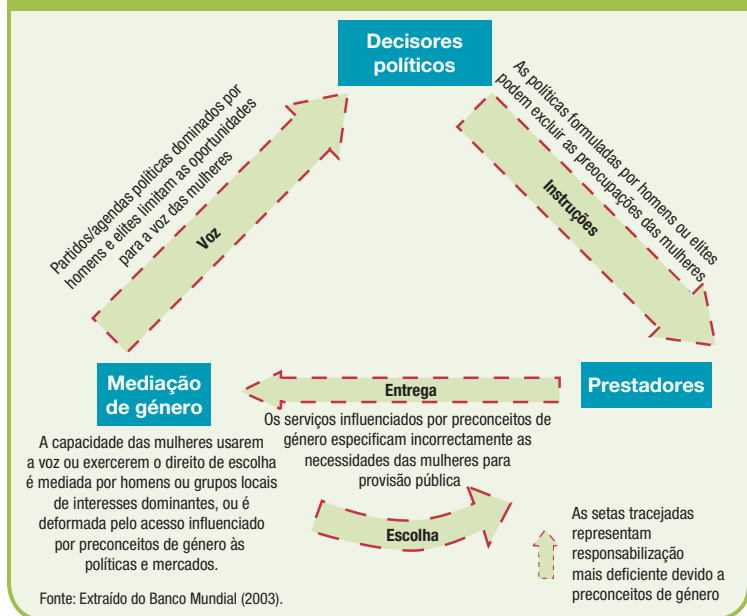 Decisores
políticos
Partidos/agendas políticas dominados por
homens e elites limitam as oportunidades
para a voz das mulheres
Voz
As políticas formuladas por homens ou elites
podem excluir as preocupações das mulheres
Instruções
Mediação
de género
Entrega
Prestadores
Os serviços influenciados por preconceitos de
género especificam incorrectamente as
necessidades das mulheres para
provisão pública
A capacidade das mulheres usarem
a voz ou exercerem o direito de escolha
é mediada por homens ou grupos locais
de interesses dominantes, ou é
deformada pelo acesso influenciado
por preconceitos de género às
políticas e mercados.
Escolha
As setas tracejadas
representam
responsabilização
mais deficiente devido a
preconceitos de género
Fonte: Extraído do Banco Mundial (2003).